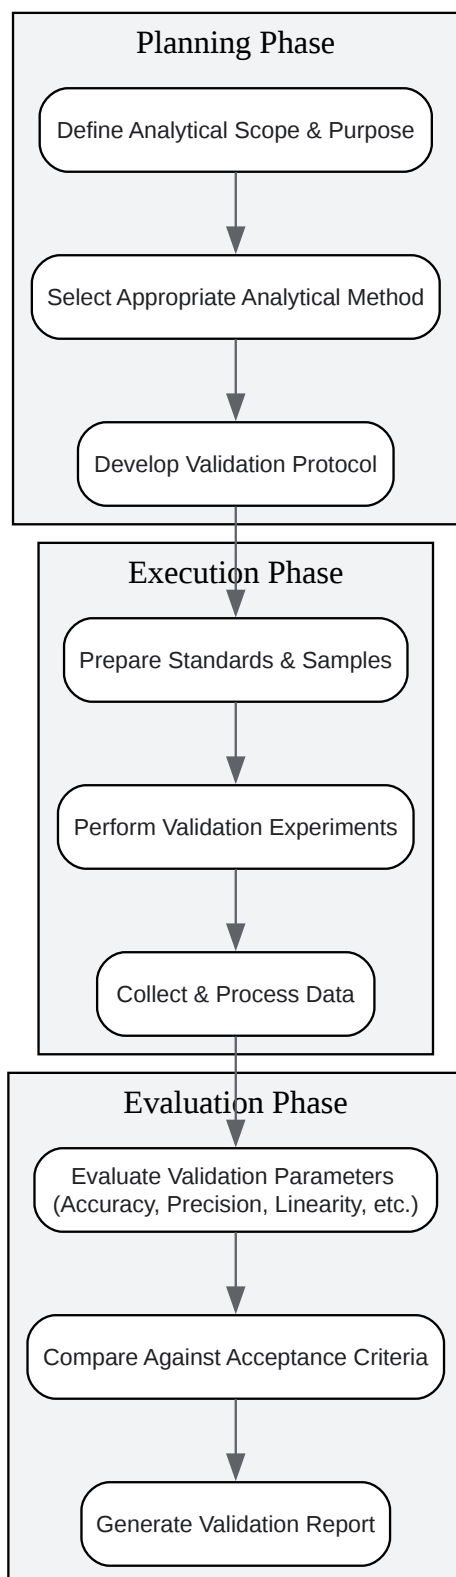 Planning Phase
Define Analytical Scope & Purpose
Select Appropriate Analytical Method
Develop Validation Protocol
Execution Phase
Prepare Standards & Samples
Perform Validation Experiments
Collect & Process Data
Evaluation Phase
Evaluate Validation Parameters
(Accuracy, Precision, Linearity, etc.)
Compare Against Acceptance Criteria
Generate Validation Report